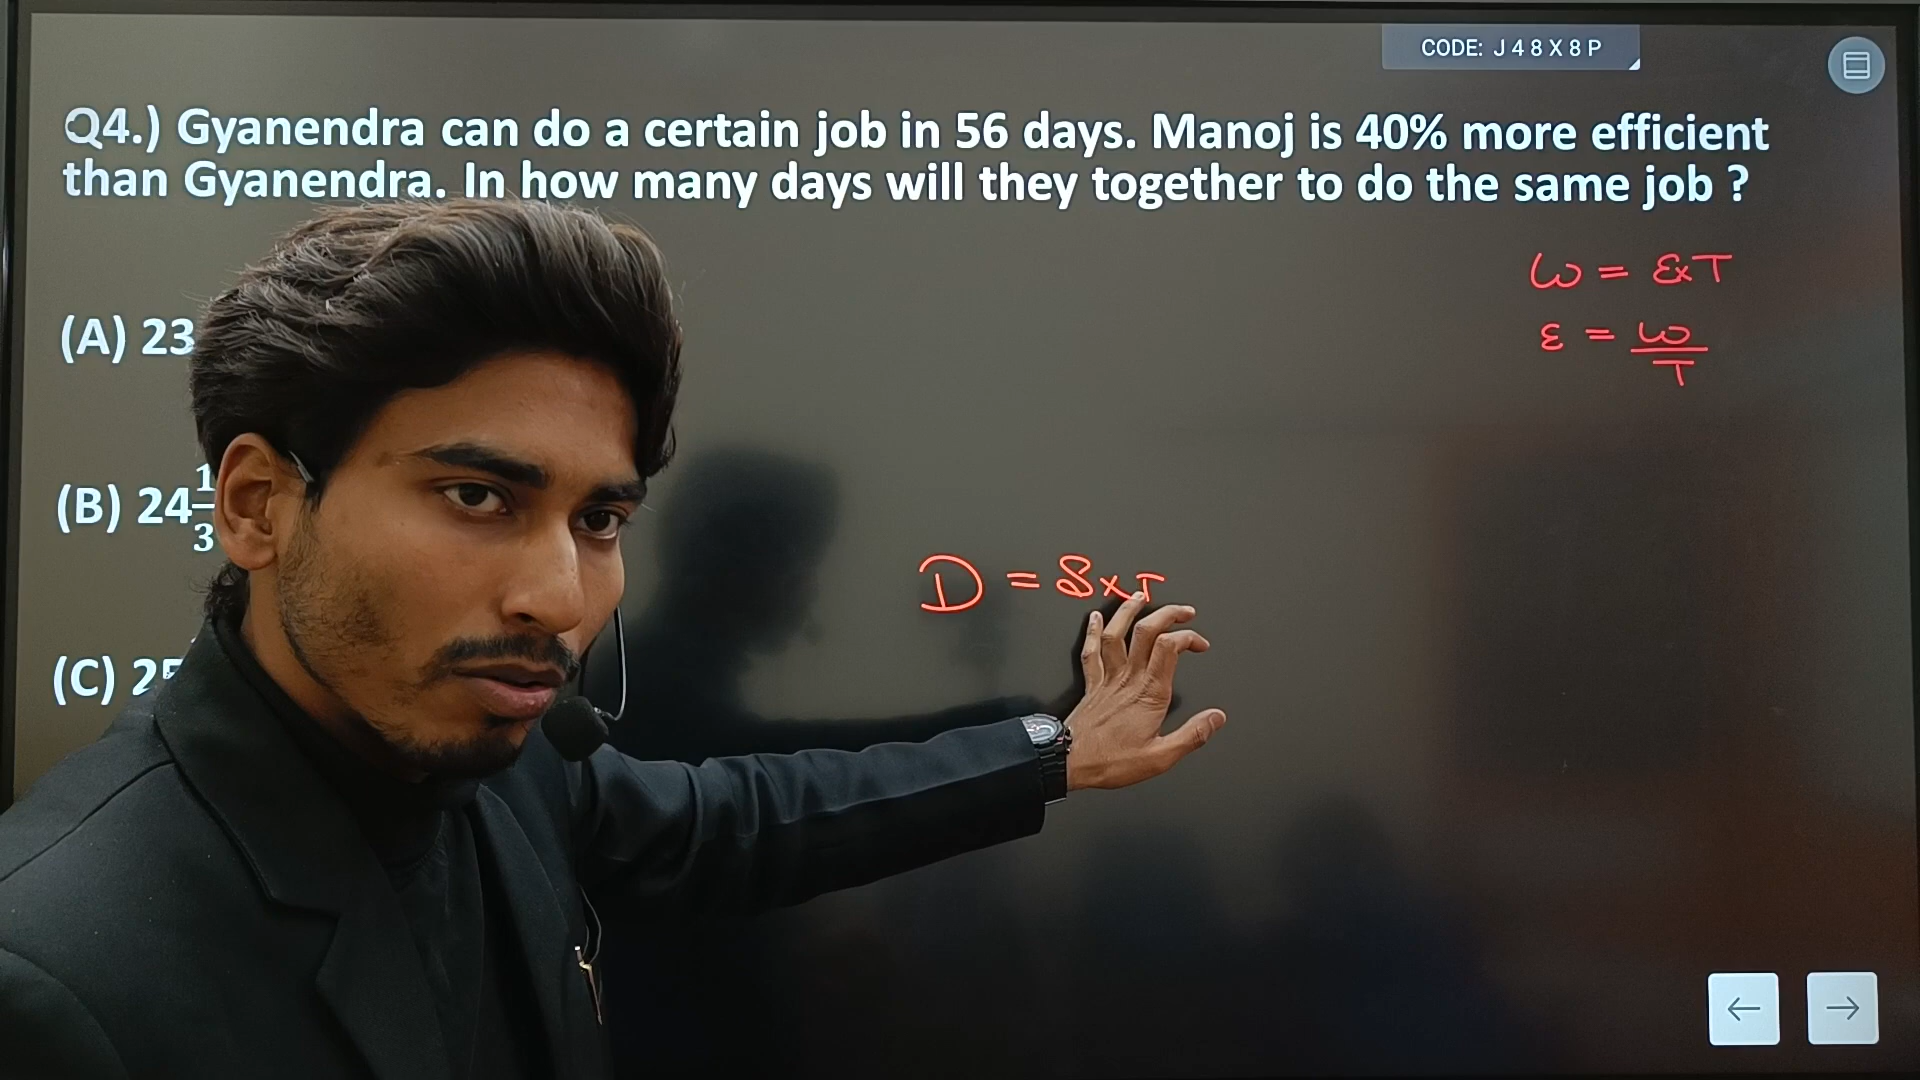 CODE: J 4 8 X 8 P
Q4.) Gyanendra can do a certain job in 56 days. Manoj is 40% more efficient
than Gyanendra. In how many days will they together to do the same job ?
W = E×T
E = W/T
(A) 23
(B) 24 1/3
D = S×T
(C) 25